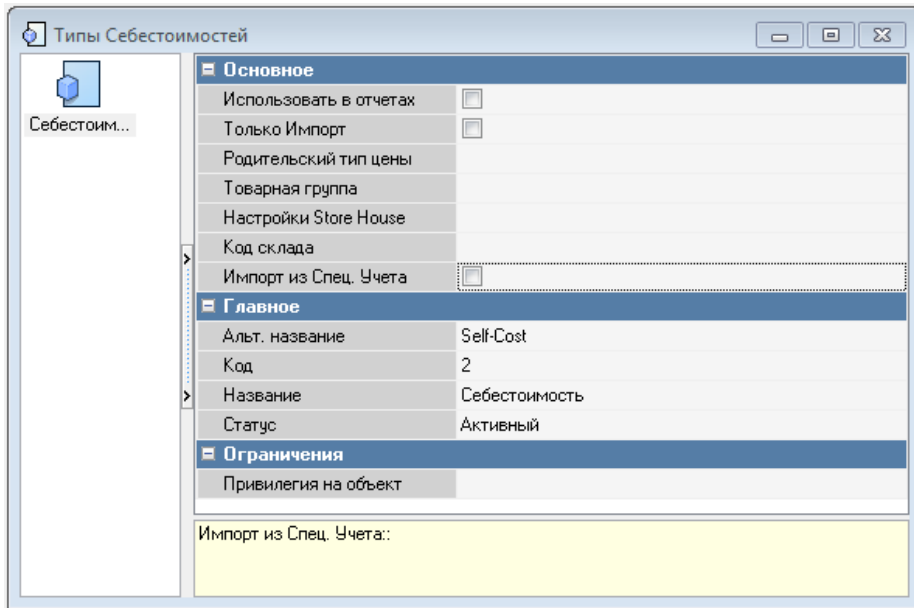 Типы Себестоимостей
Себестоим...
Основное
Использовать в отчетах
Только Импорт
Родительский тип цены
Товарная группа
Настройки Store House
Код склада
Импорт из Спец. Учета
Главное
Альт. название Self-Cost
Код 2
Название Себестоимость
Статус Активный
Ограничения
Привилегия на объект
Импорт из Спец. Учета::